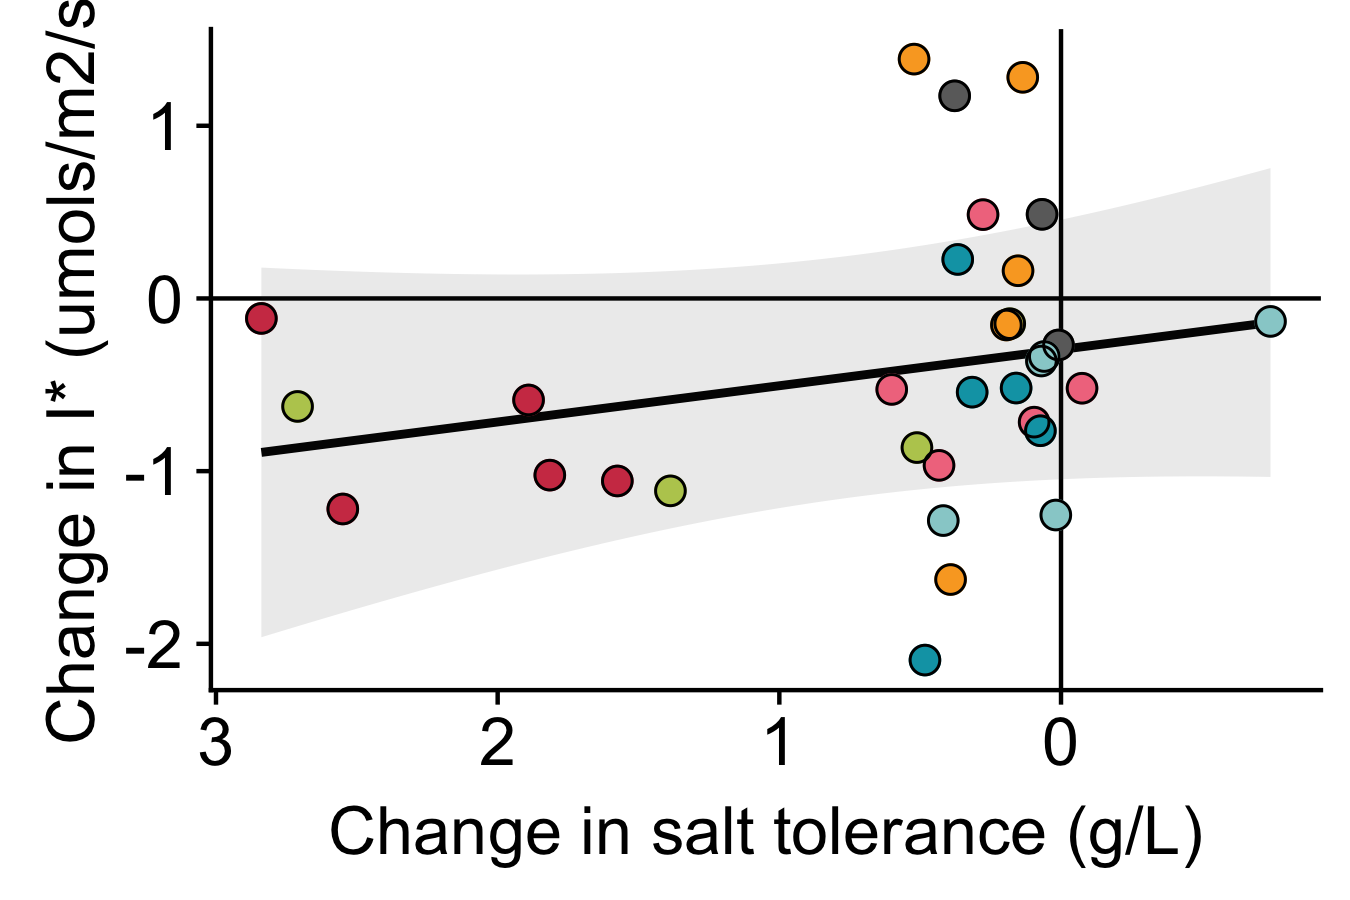 Change in I* (umols/m2/s
1
0
-1
-2
3 2 1 0
Change in salt tolerance (g/L)